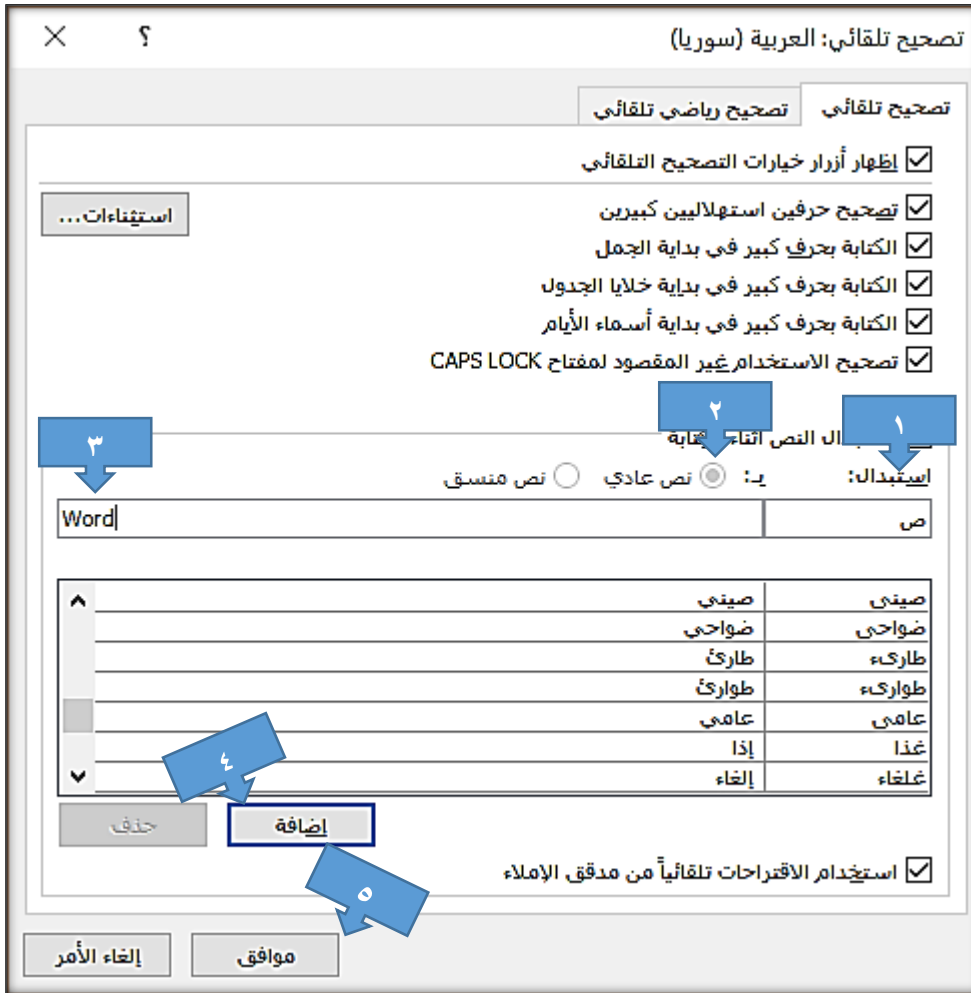 تصحيح تلقائي: العربية (سوريا) ؟
تصحيح تلقائي تصحيح رياضي تلقائي
إظهار أزرار خيارات التصحيح التلقائي
تصحيح حرفين استهلاليين كبيرين استثناءات...
الكتابة بحرف كبير في بداية الجمل
الكتابة بحرف كبير في بداية خلايا الجدول
الكتابة بحرف كبير في بداية أسماء الأيام
تصحيح الاستخدام غير المقصود لمفتاح CAPS LOCK
١ ٢ ٣
النص
استبدال: بـ: نص عادي نص منسق
ص Word
صينى صيني
ضواحى ضواحي
طارىء طارئ
طوارىء طوارئ
عامى عامي
غذا إذا
غلغاء إلغاء
٤
إضافة حذف
٥
استخدام الاقتراحات تلقائياً من مدقق الإملاء
موافق إلغاء الأمر